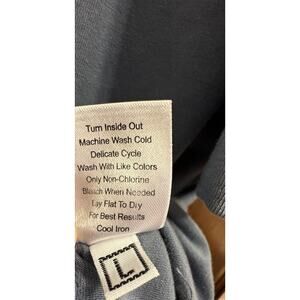 Turn Inside Out
Machine Wash Cold
Delicate Cycle
Wash With Like Colors
Only Non-Chlorine
Bleach When Needed
Lay Flat To Dry
For Best Results
Cool Iron
L